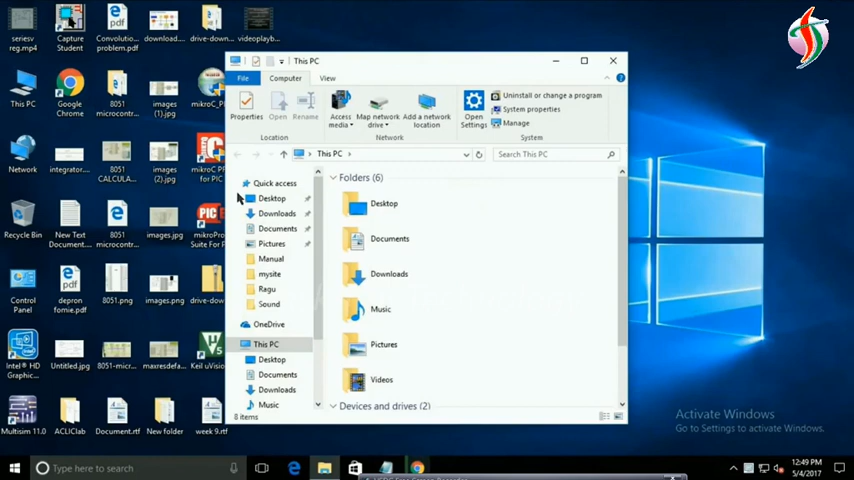 seriesv reg.mp4
Capture Student
Convolution... problem.pdf
download....
drive-down...
videoplayb...
This PC
Google Chrome
8051 microcont...
images (1).jpg
mikroC P...
Network
integrator....
8051 CALCULA...
images (2).jpg
mikroC P... for PIC
Recycle Bin
New Text Document...
8051 microcont...
images.jpg
mikroPro... Suite For P...
Control Panel
depron fomie.pdf
8051.png
images.png
drive-dow...
Intel® HD Graphic...
Untitled.jpg
8051-micr...
maxresdefa...
Keil uVisio...
Multisim 11.0
ACLIClab
Document.rtf
New folder
week 9.rtf
This PC
File
Computer
View
Properties
Open
Rename
Access media
Map network drive
Add a network location
Open Settings
Uninstall or change a program
System properties
Manage
Location
Network
System
This PC
Search This PC
Quick access
Desktop
Downloads
Documents
Pictures
Manual
mysite
Ragu
Sound
OneDrive
This PC
Desktop
Documents
Downloads
Music
Folders (6)
Desktop
Documents
Downloads
Music
Pictures
Videos
Devices and drives (2)
8 items
Activate Windows
Go to Settings to activate Windows.
Type here to search
12:49 PM
5/4/2017